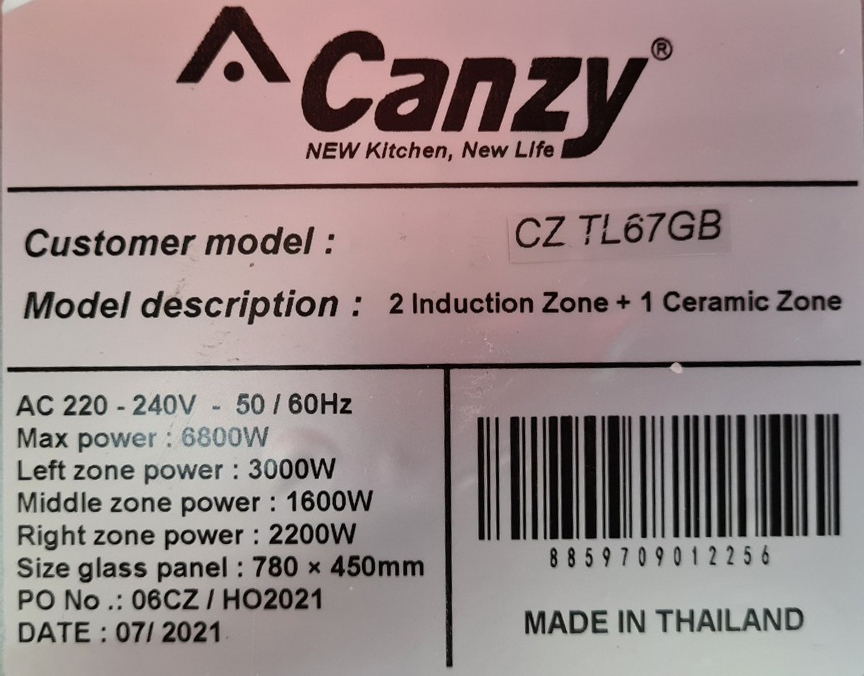 Canzy®
NEW Kitchen, New Life
Customer model : CZ TL67GB
Model description : 2 Induction Zone + 1 Ceramic Zone
AC 220 - 240V - 50 / 60Hz
Max power : 6800W
Left zone power : 3000W
Middle zone power : 1600W
Right zone power : 2200W
Size glass panel : 780 × 450mm
PO No .: 06CZ / HO2021
DATE : 07/ 2021
8859709012256
MADE IN THAILAND